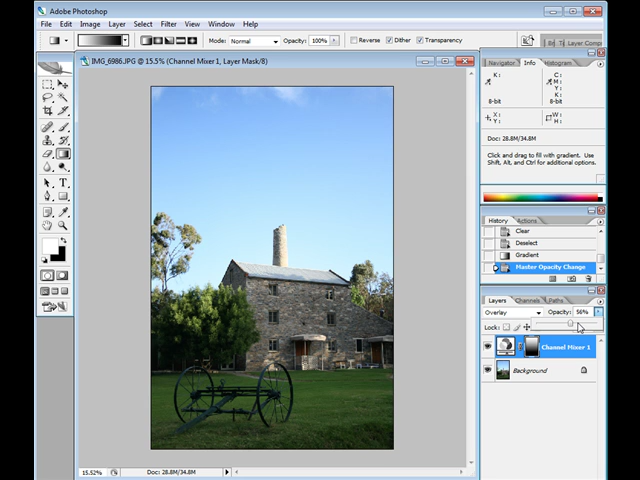 Adobe Photoshop
File Edit Image Layer Select Filter View Window Help
Mode: Normal Opacity: 100% Reverse Dither Transparency
Layer Comp
IMG_6986.JPG @ 15.5% (Channel Mixer 1, Layer Mask/8)
Navigator Info Histogram
K: C:
M:
Y:
K:
8-bit 8-bit
X: W:
Y: H:
Doc: 28.8M/34.8M
Click and drag to fill with gradient. Use
Shift, Alt, and Ctrl for additional options.
History Actions
Clear
Deselect
Gradient
Master Opacity Change
Layers Channels Paths
Overlay Opacity: 56%
Lock:
Channel Mixer 1
Background
15.52% Doc: 28.8M/34.8M